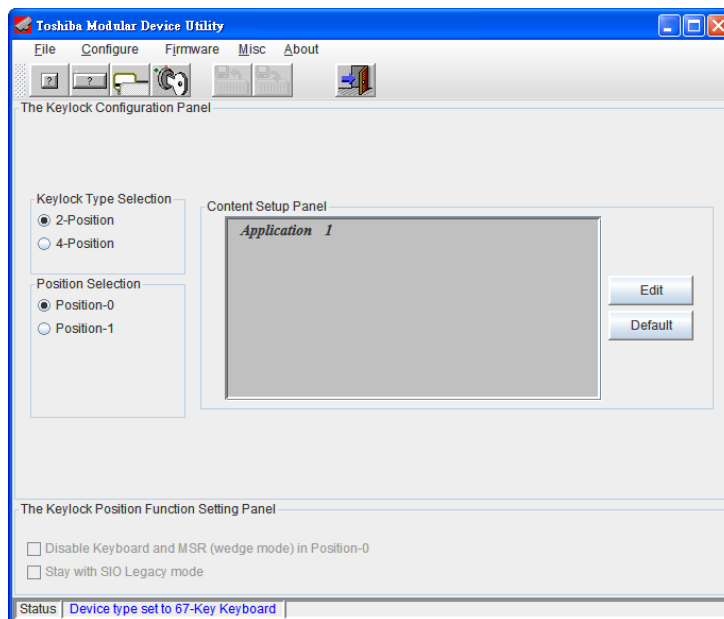 Toshiba Modular Device Utility
File Configure Firmware Misc About
? ?
The Keylock Configuration Panel
Keylock Type Selection
2-Position
4-Position
Position Selection
Position-0
Position-1
Content Setup Panel
Application 1
Edit
Default
The Keylock Position Function Setting Panel
Disable Keyboard and MSR (wedge mode) in Position-0
Stay with SIO Legacy mode
Status Device type set to 67-Key Keyboard